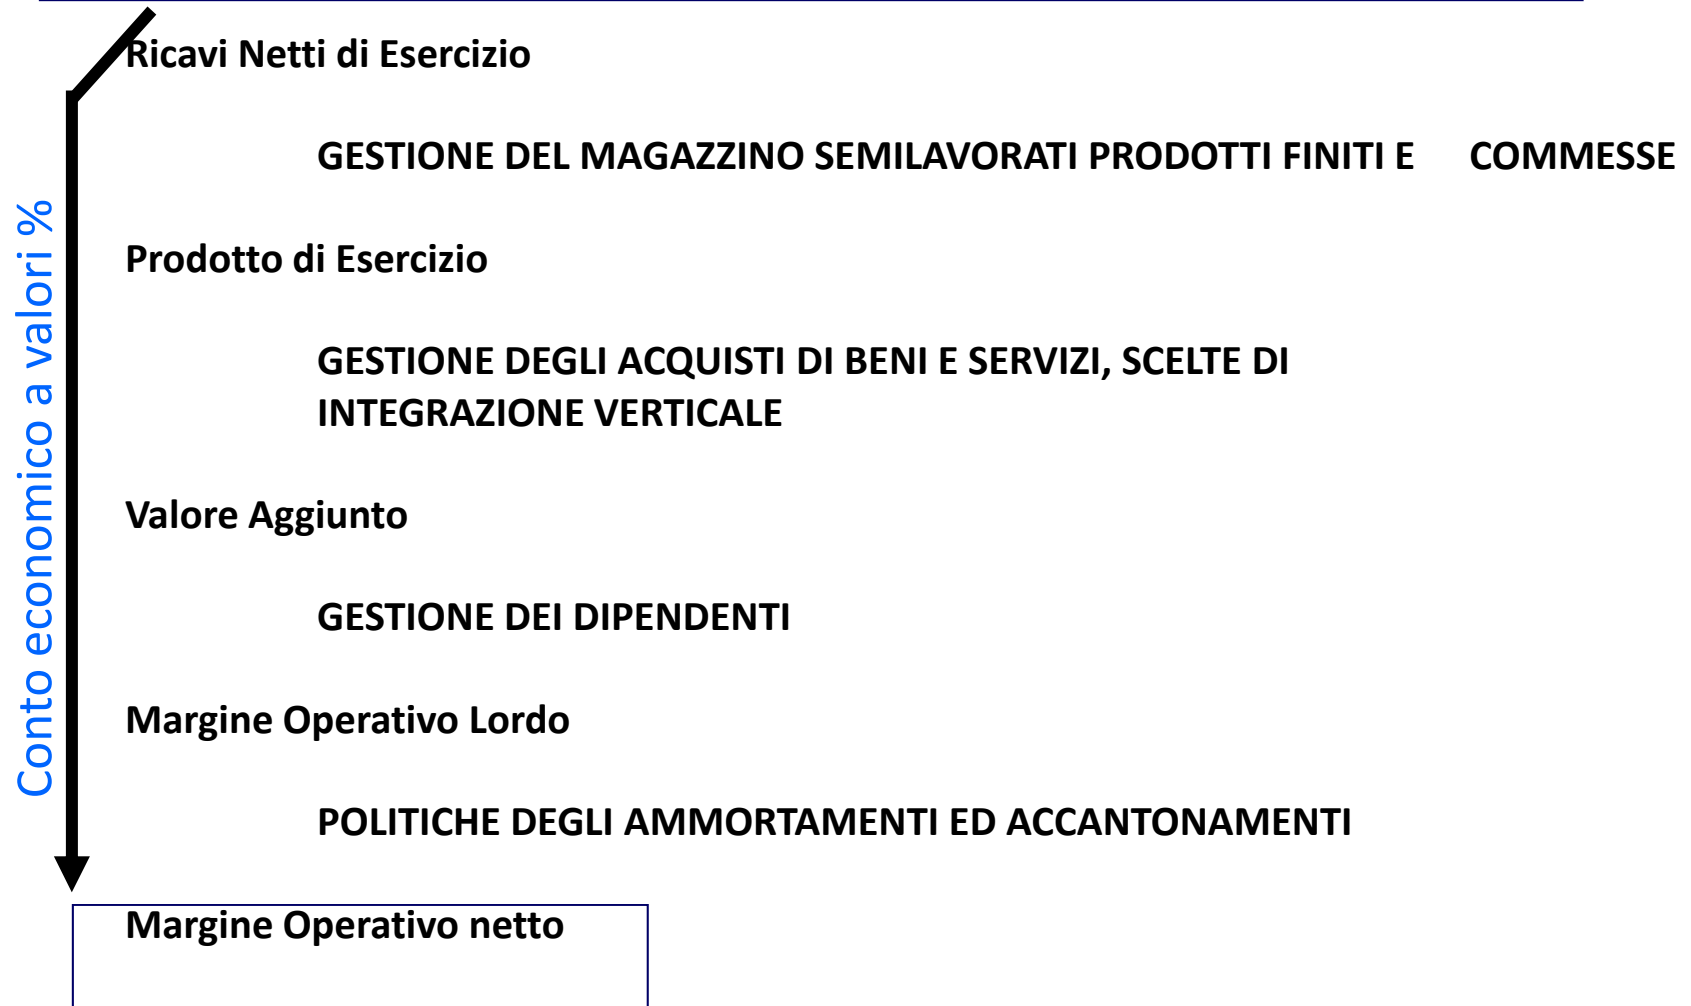 Ricavi Netti di Esercizio
GESTIONE DEL MAGAZZINO SEMILAVORATI PRODOTTI FINITI E COMMESSE
Prodotto di Esercizio
GESTIONE DEGLI ACQUISTI DI BENI E SERVIZI, SCELTE DI
INTEGRAZIONE VERTICALE
Valore Aggiunto
GESTIONE DEI DIPENDENTI
Margine Operativo Lordo
POLITICHE DEGLI AMMORTAMENTI ED ACCANTONAMENTI
Margine Operativo netto
Conto economico a valori %